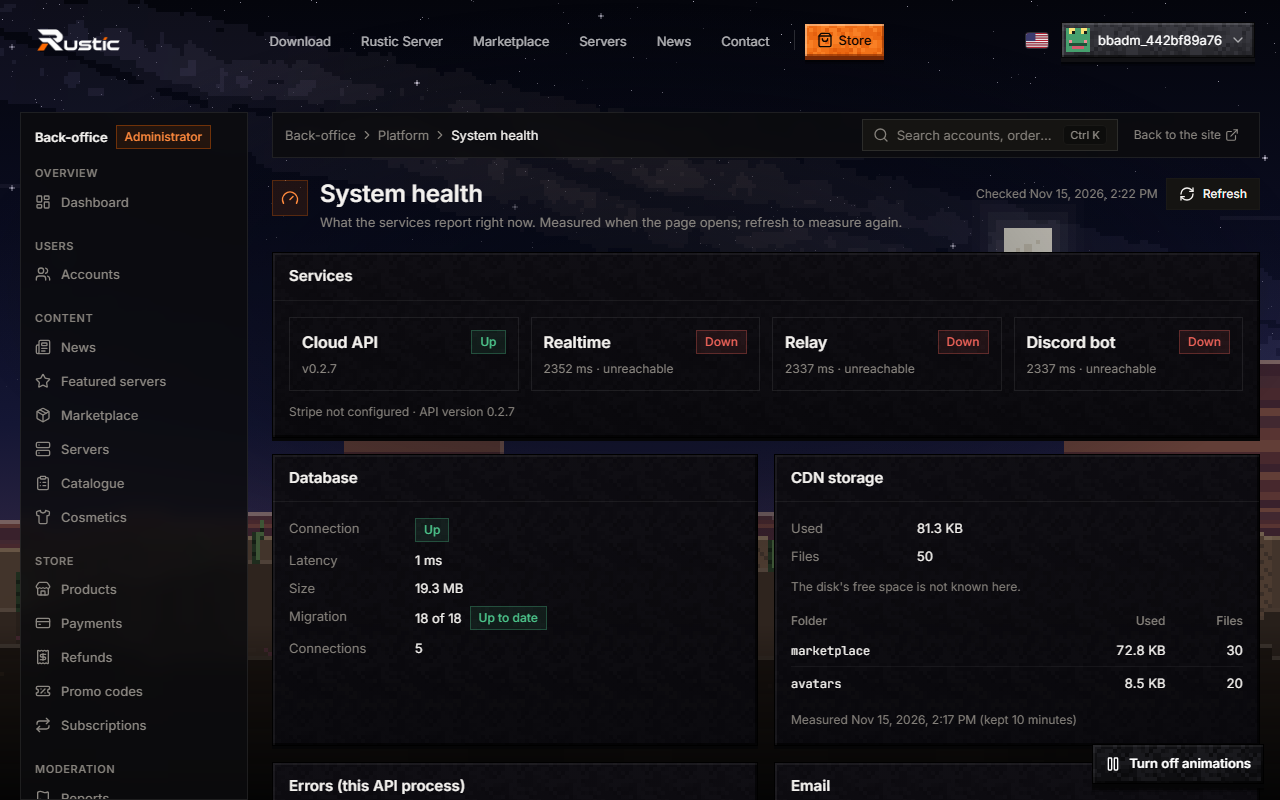 Rustic
Download
Rustic Server
Marketplace
Servers
News
Contact
Store
bbadm_442bf89a76
Back-office
Administrator
OVERVIEW
Dashboard
USERS
Accounts
CONTENT
News
Featured servers
Marketplace
Servers
Catalogue
Cosmetics
STORE
Products
Payments
Refunds
Promo codes
Subscriptions
MODERATION
Reports
Back-office > Platform > System health
Search accounts, order...
Ctrl K
Back to the site
System health
What the services report right now. Measured when the page opens; refresh to measure again.
Checked Nov 15, 2026, 2:22 PM
Refresh
Services
Cloud API
Up
v0.2.7
Realtime
Down
2352 ms · unreachable
Relay
Down
2337 ms · unreachable
Discord bot
Down
2337 ms · unreachable
Stripe not configured · API version 0.2.7
Database
Connection
Up
Latency
1 ms
Size
19.3 MB
Migration
18 of 18
Up to date
Connections
5
CDN storage
Used
81.3 KB
Files
50
The disk's free space is not known here.
Folder Used Files
marketplace 72.8 KB 30
avatars 8.5 KB 20
Measured Nov 15, 2026, 2:17 PM (kept 10 minutes)
Errors (this API process)
Email
Turn off animations